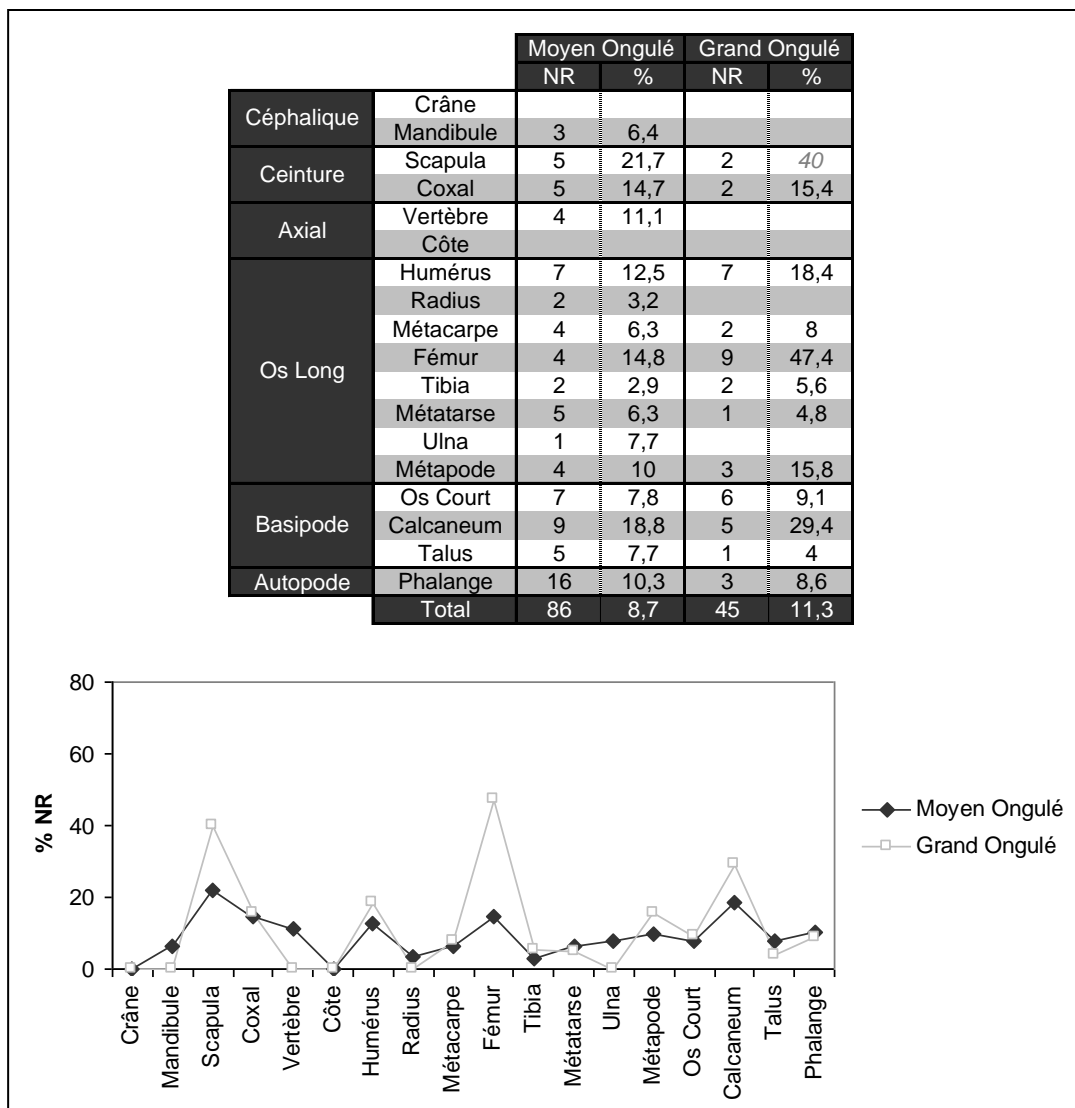 Moyen Ongulé Grand Ongulé
NR % NR %
Céphalique
Crâne
Mandibule 3 6,4
Ceinture
Scapula 5 21,7 2 40
Coxal 5 14,7 2 15,4
Axial
Vertèbre 4 11,1
Côte
Os Long
Humérus 7 12,5 7 18,4
Radius 2 3,2
Métacarpe 4 6,3 2 8
Fémur 4 14,8 9 47,4
Tibia 2 2,9 2 5,6
Métatarse 5 6,3 1 4,8
Ulna 1 7,7
Métapode 4 10 3 15,8
Basipode
Os Court 7 7,8 6 9,1
Calcaneum 9 18,8 5 29,4
Talus 5 7,7 1 4
Autopode Phalange 16 10,3 3 8,6
Total 86 8,7 45 11,3
80
60
40
20
0
% NR
Crâne
Mandibule
Scapula
Coxal
Vertèbre
Côte
Humérus
Radius
Métacarpe
Fémur
Tibia
Métatarse
Ulna
Métapode
Os Court
Calcaneum
Talus
Phalange
Moyen Ongulé
Grand Ongulé